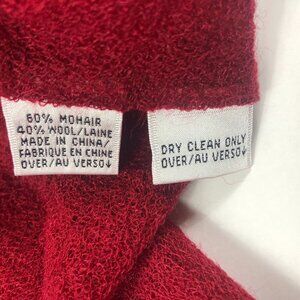 60% MOHAIR
40% WOOL/LAINE
MADE IN CHINA/
FABRIQUE EN CHINE
OVER/AU VERSO↓
DRY CLEAN ONLY
OVER/AU VERSO↓